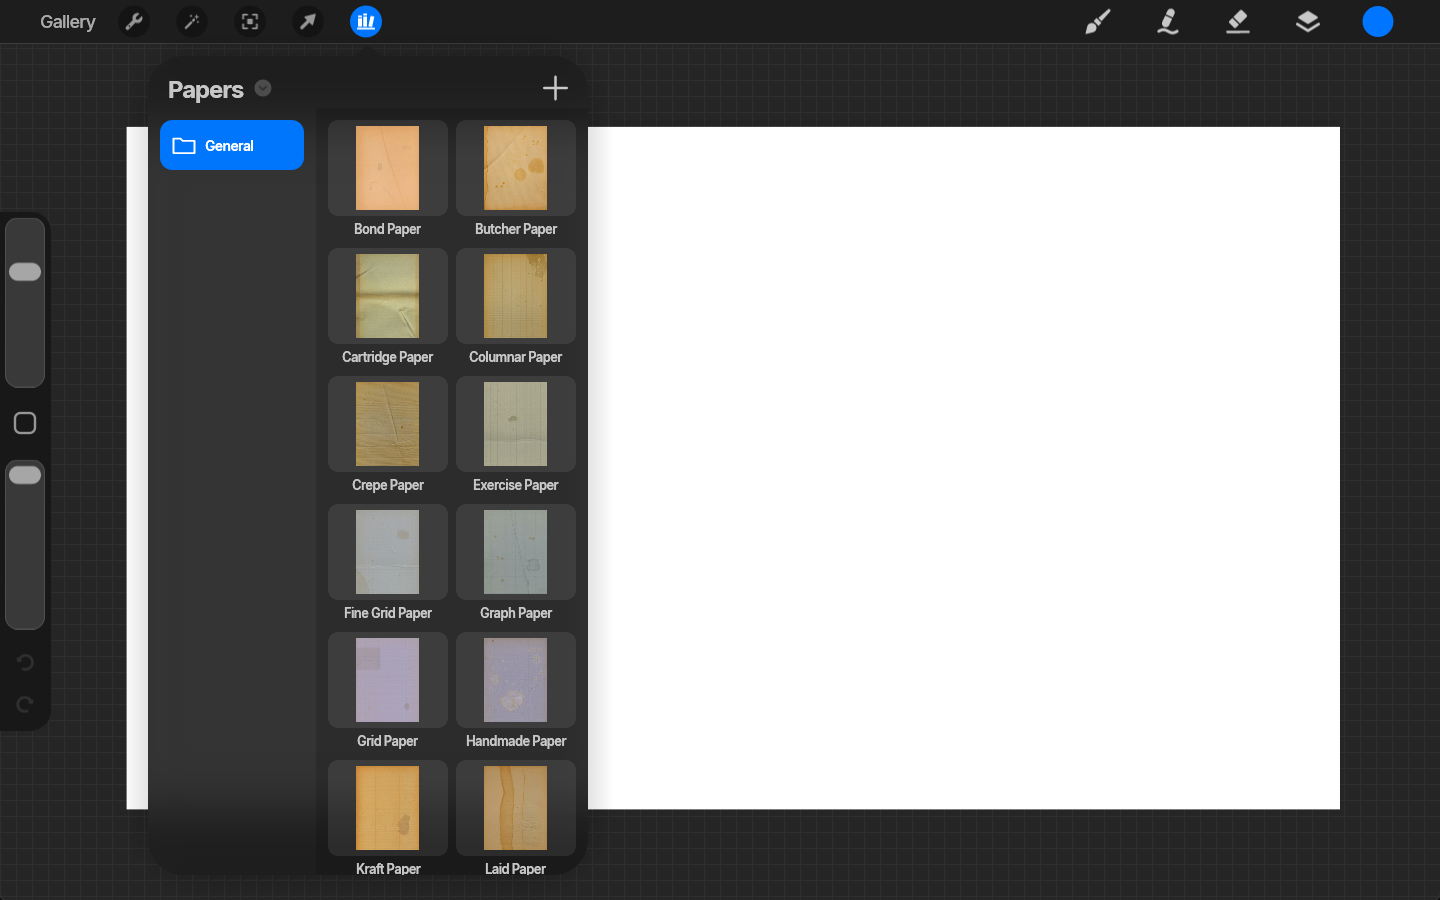 Gallery
Papers
General
Bond Paper
Butcher Paper
Cartridge Paper
Columnar Paper
Crepe Paper
Exercise Paper
Fine Grid Paper
Graph Paper
Grid Paper
Handmade Paper
Kraft Paper
Laid Paper